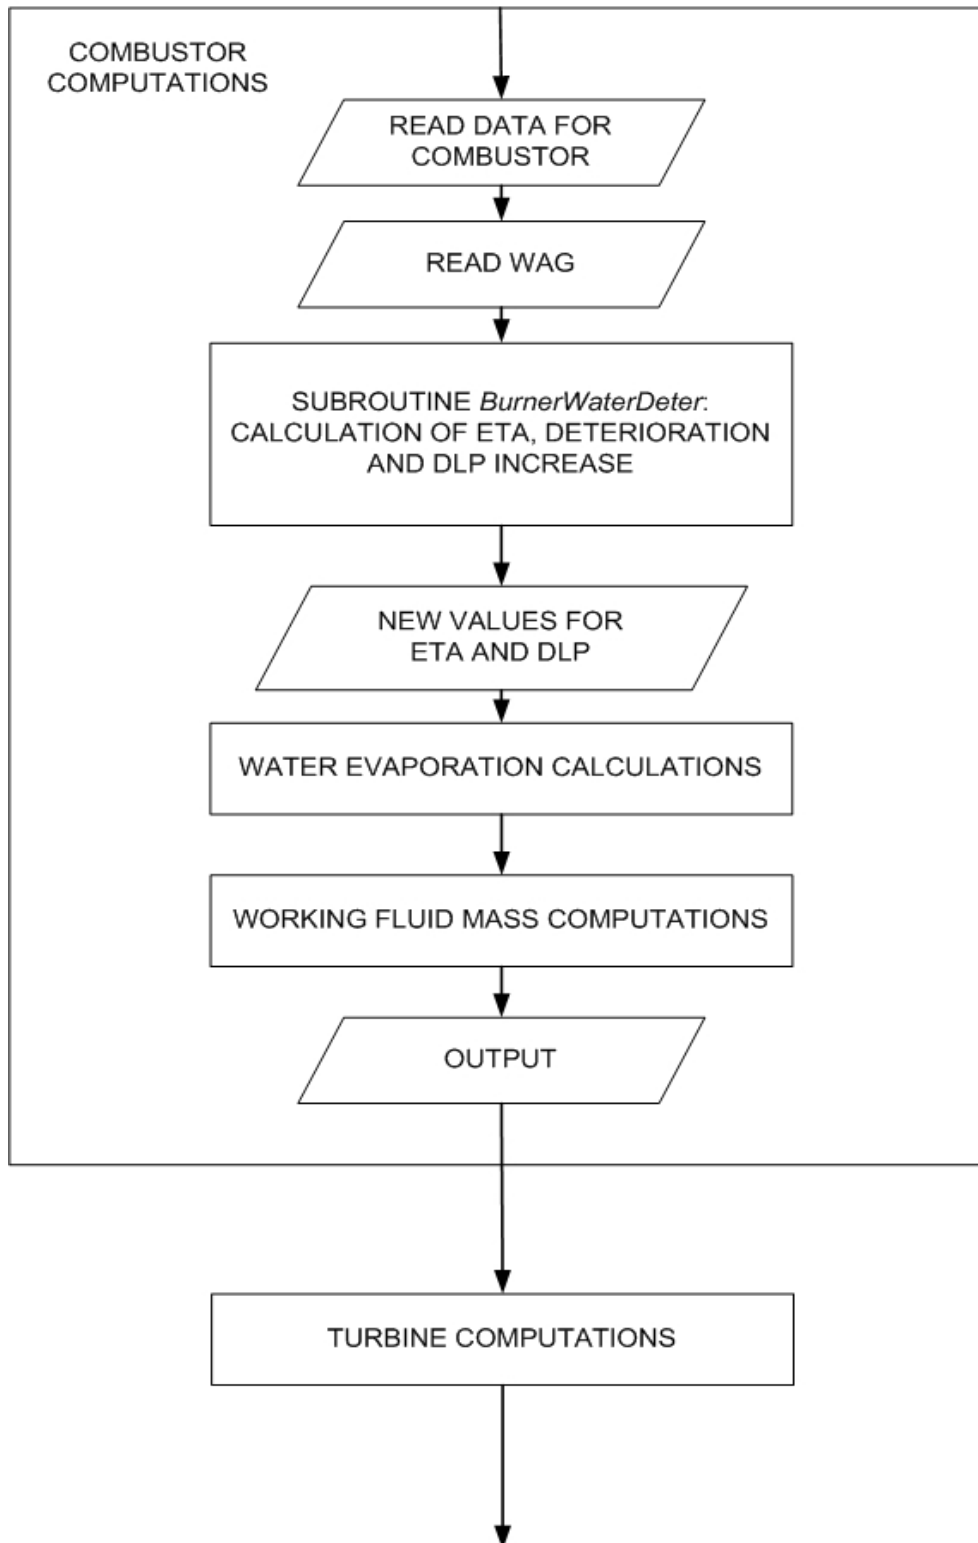 COMBUSTOR
COMPUTATIONS
READ DATA FOR
COMBUSTOR
READ WAG
SUBROUTINE BurnerWaterDeter:
CALCULATION OF ETA, DETERIORATION
AND DLP INCREASE
NEW VALUES FOR
ETA AND DLP
WATER EVAPORATION CALCULATIONS
WORKING FLUID MASS COMPUTATIONS
OUTPUT
TURBINE COMPUTATIONS